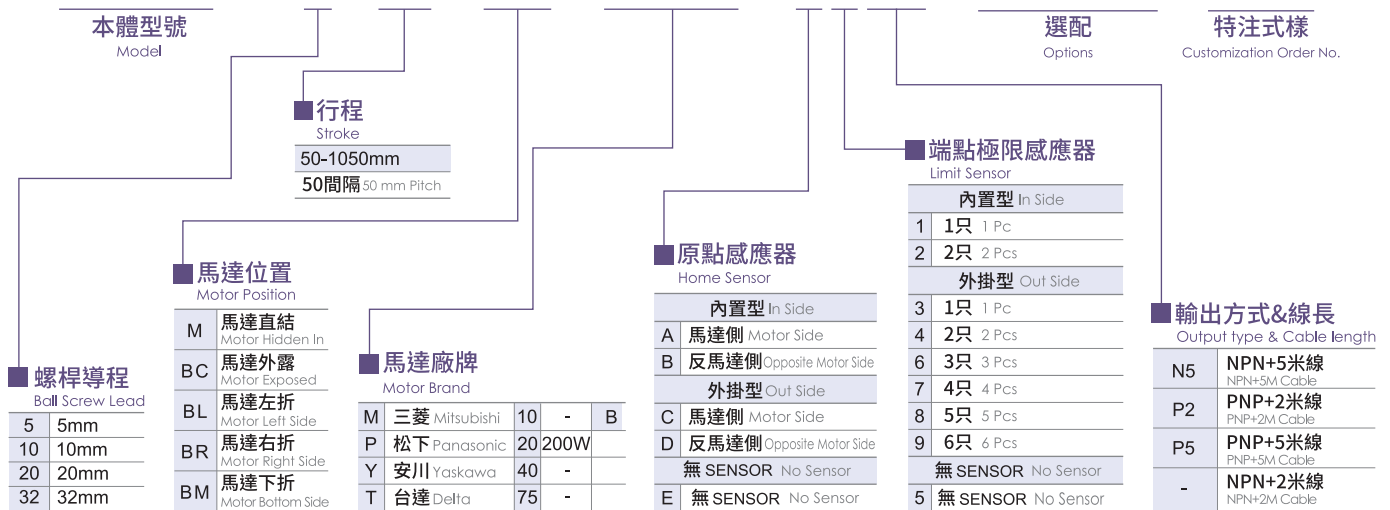 本體型號
Model
選配
Options
特注式樣
Customization Order No.
行程
Stroke
50-1050mm
50間隔 50 mm Pitch
端點極限感應器
Limit Sensor
內置型 In Side
1 1只 1 Pc
2 2只 2 Pcs
外掛型 Out Side
3 1只 1 Pc
4 2只 2 Pcs
6 3只 3 Pcs
7 4只 4 Pcs
8 5只 5 Pcs
9 6只 6 Pcs
無 SENSOR No Sensor
5 無 SENSOR No Sensor
原點感應器
Home Sensor
內置型 In Side
A 馬達側 Motor Side
B 反馬達側 Opposite Motor Side
外掛型 Out Side
C 馬達側 Motor Side
D 反馬達側 Opposite Motor Side
無 SENSOR No Sensor
E 無 SENSOR No Sensor
馬達位置
Motor Position
M 馬達直結
Motor Hidden In
BC 馬達外露
Motor Exposed
BL 馬達左折
Motor Left Side
BR 馬達右折
Motor Right Side
BM 馬達下折
Motor Bottom Side
輸出方式&線長
Output type & Cable length
N5 NPN+5米線
NPN+5M Cable
P2 PNP+2米線
PNP+2M Cable
P5 PNP+5米線
PNP+5M Cable
- NPN+2米線
NPN+2M Cable
馬達廠牌
Motor Brand
M 三菱 Mitsubishi 10 - B
P 松下 Panasonic 20 200W
Y 安川 Yaskawa 40 -
T 台達 Delta 75 -
螺桿導程
Ball Screw Lead
5 5mm
10 10mm
20 20mm
32 32mm